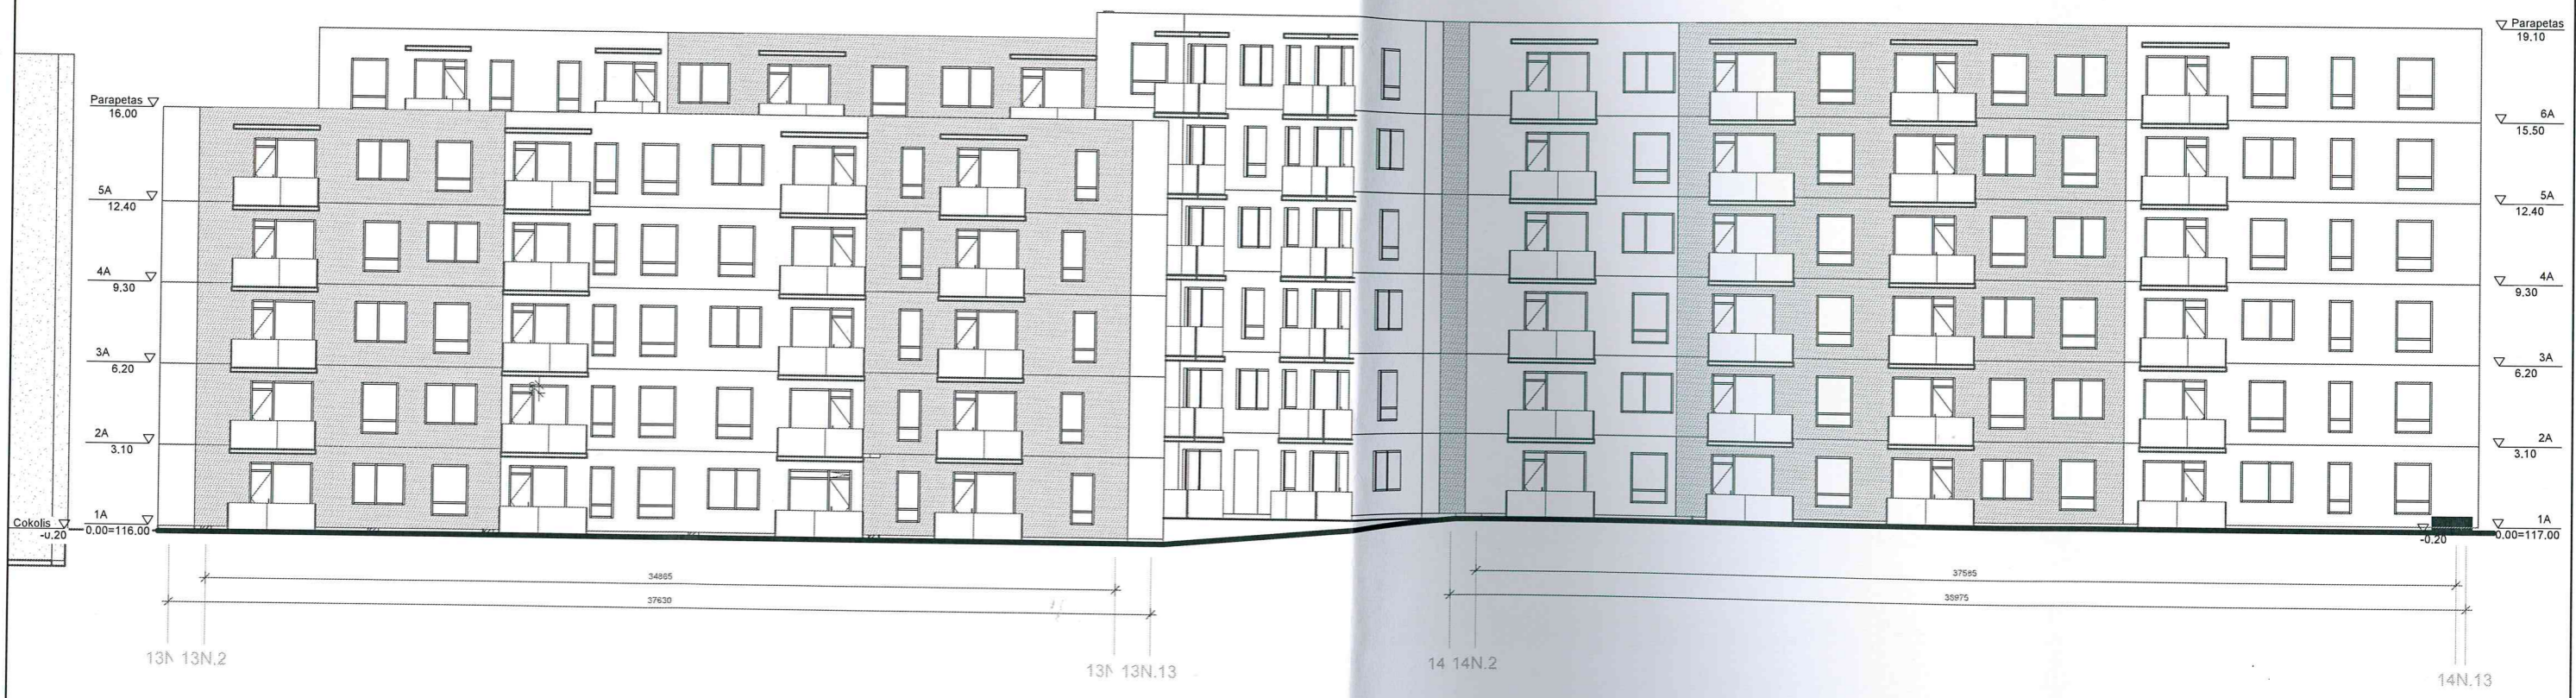 Parapetas
16.00
5A
12.40
4A
9.30
3A
6.20
2A
3.10
1A
0.00=116.00
Cokolis
-0.20
Parapetas
19.10
6A
15.50
5A
12.40
4A
9.30
3A
6.20
2A
3.10
1A
0.00=117.00
-0.20
34865
37630
37585
35975
13N 13N.2
13N 13N.13
14 14N.2
14N.13